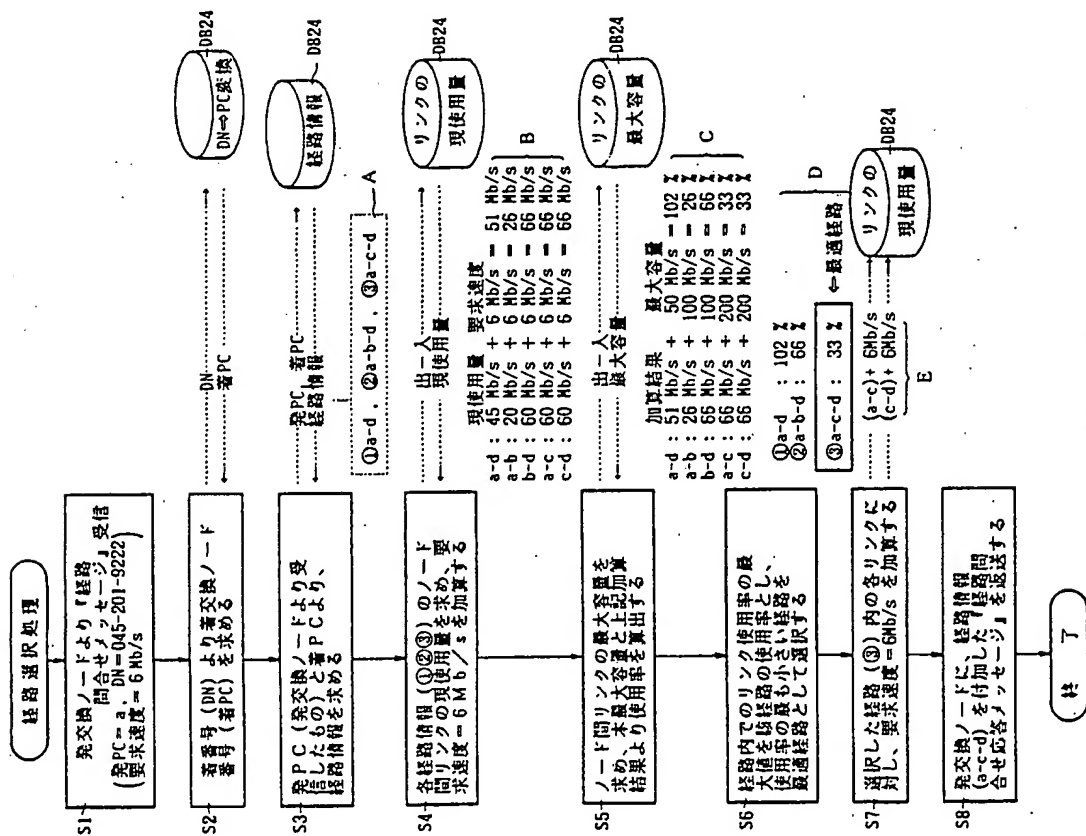 経路選択処理
S1
発交換ノードより『経路
問合せメッセージ』受信
(発PC=a, DN=045-201-9222)
要求速度=6Mb/s
S2
着番号(DN)より着交換ノード
番号(着PC)を求める
DN
着PC
DN⇔PC変換
DB24
S3
発PC(発交換ノードより受
信したもの)と着PCより、
経路情報を求める
発PC, 着PC
経路情報
経路情報
DB24
①a-d , ②a-b-d , ③a-c-d
A
S4
各経路情報(①②③)のノード
間リンクの現使用量を求め、要
求速度=6Mb/sを加算する
出-入
現使用量
リンクの
現使用量
DB24
現使用量 要求速度
a-d : 45 Mb/s + 6 Mb/s = 51 Mb/s
a-b : 20 Mb/s + 6 Mb/s = 26 Mb/s
b-d : 60 Mb/s + 6 Mb/s = 66 Mb/s
a-c : 60 Mb/s + 6 Mb/s = 66 Mb/s
c-d : 60 Mb/s + 6 Mb/s = 66 Mb/s
B
S5
ノード間リンクの最大容量を
求め、本最大容量と上記加算
結果より使用率を算出する
出-入
最大容量
リンクの
最大容量
DB24
加算結果 最大容量
a-d : 51 Mb/s + 50 Mb/s = 102 %
a-b : 26 Mb/s + 100 Mb/s = 26 %
b-d : 66 Mb/s + 100 Mb/s = 66 %
a-c : 66 Mb/s + 200 Mb/s = 33 %
c-d : 66 Mb/s + 200 Mb/s = 33 %
C
S6
経路内でのリンク使用率の最
大値を該経路の使用率とし、
使用率の最も小さい経路を
最適経路として選択する
①a-d : 102 %
②a-b-d : 66 %
③a-c-d : 33 %
←最適経路
D
S7
選択した経路(③)内の各リンクに
対し、要求速度=6Mb/sを加算する
(a-c)+ 6Mb/s
(c-d)+ 6Mb/s
E
リンクの
現使用量
DB24
S8
発交換ノードに、経路情報
(a-c-d)を付加した『経路問
合せ応答メッセージ』を返送する
終了